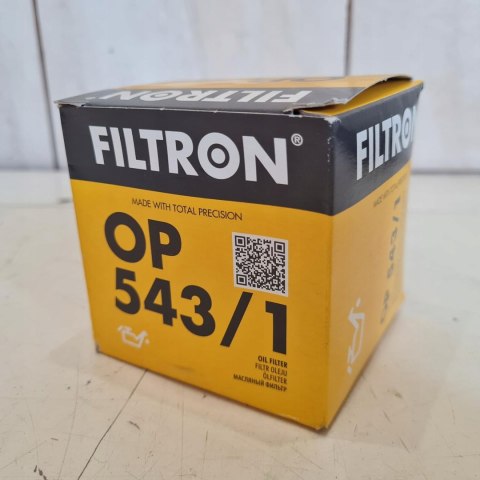 FILTRON
FILTRON®
MADE WITH TOTAL PRECISION
OP
543/1
OIL FILTER
FILTR OLEJU
ÖLFILTER
МАСЛЯНЫЙ ФИЛЬТР
FILTRON
OP 543/1